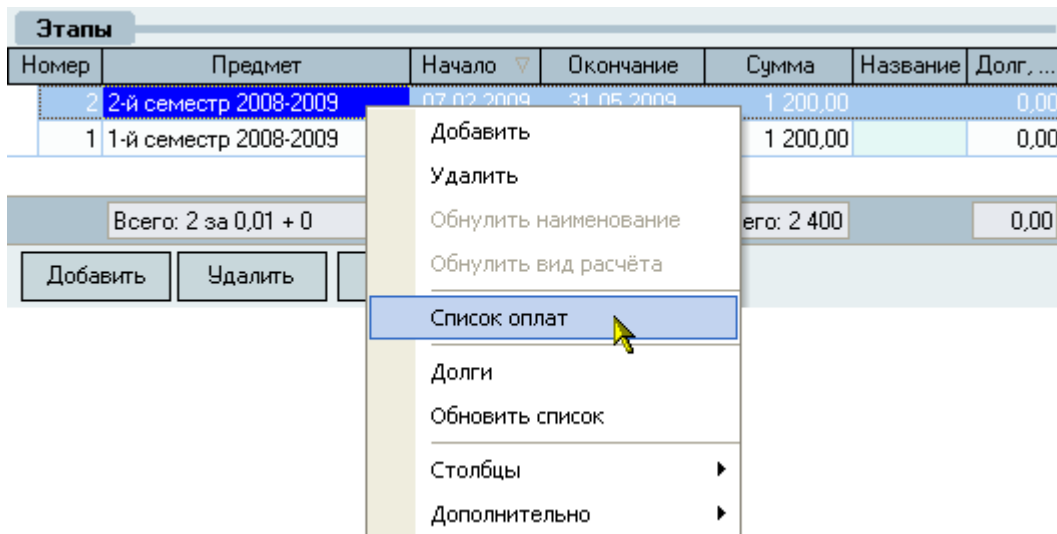 Этапы
Номер Предмет Начало Окончание Сумма Название Долг, ...
2 2-й семестр 2008-2009 07.02.2009 31.05.2009 1 200,00 0,00
1 1-й семестр 2008-2009 1 200,00 0,00
Всего: 2 за 0,01 + 0 его: 2 400 0,00
Добавить Удалить
Добавить
Удалить
Обнулить наименование
Обнулить вид расчёта
Список оплат
Долги
Обновить список
Столбцы
Дополнительно